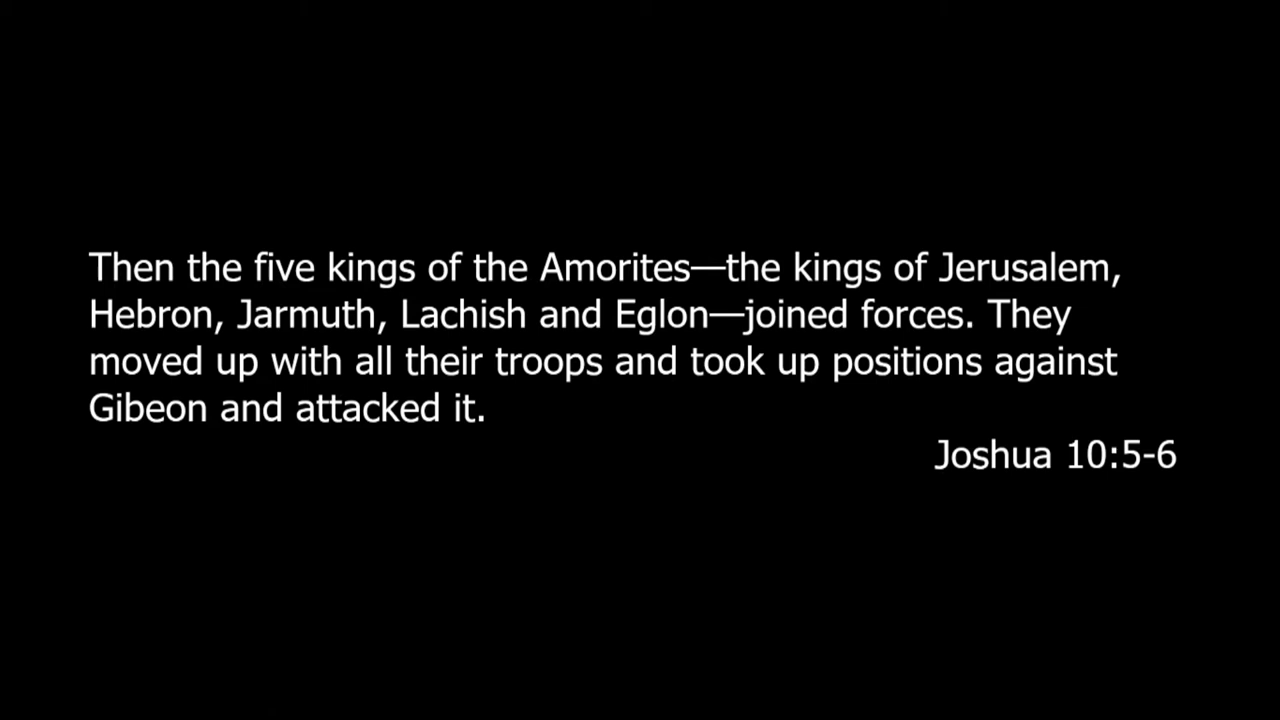 Then the five kings of the Amorites—the kings of Jerusalem,
Hebron, Jarmuth, Lachish and Eglon—joined forces. They
moved up with all their troops and took up positions against
Gibeon and attacked it.
Joshua 10:5-6